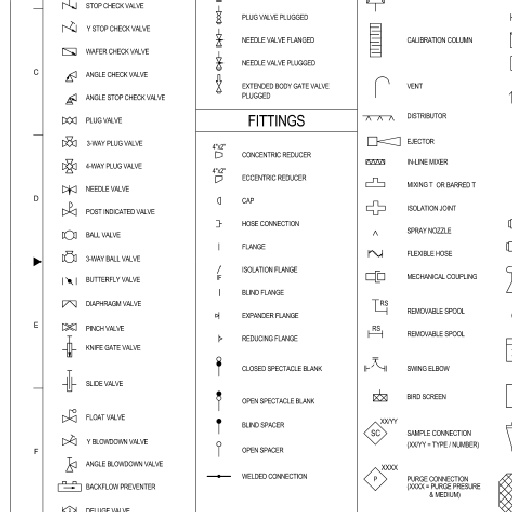 STOP CHECK VALVE
Y STOP CHECK VALVE
WAFER CHECK VALVE
C
ANGLE CHECK VALVE
ANGLE STOP CHECK VALVE
PLUG VALVE
3-WAY PLUG VALVE
4-WAY PLUG VALVE
NEEDLE VALVE
D
POST INDICATED VALVE
BALL VALVE
3-WAY BALL VALVE
BUTTERFLY VALVE
DIAPHRAGM VALVE
E
PINCH VALVE
KNIFE GATE VALVE
SLIDE VALVE
FLOAT VALVE
Y BLOWDOWN VALVE
F
ANGLE BLOWDOWN VALVE
BACKFLOW PREVENTER
DELUGE VALVE
PLUG VALVE PLUGGED
NEEDLE VALVE FLANGED
NEEDLE VALVE PLUGGED
EXTENDED BODY GATE VALVE
PLUGGED
FITTINGS
4"x2"
CONCENTRIC REDUCER
4"x2"
ECCENTRIC REDUCER
CAP
HOSE CONNECTION
FLANGE
ISOLATION FLANGE
IF
BLIND FLANGE
EXPANDER FLANGE
REDUCING FLANGE
CLOSED SPECTACLE BLANK
OPEN SPECTACLE BLANK
BLIND SPACER
OPEN SPACER
WELDED CONNECTION
CALIBRATION COLUMN
VENT
DISTRIBUTOR
EJECTOR
IN-LINE MIXER
MIXING T OR BARRED T
ISOLATION JOINT
SPRAY NOZZLE
FLEXIBLE HOSE
MECHANICAL COUPLING
RS
REMOVABLE SPOOL
RS
REMOVABLE SPOOL
SWING ELBOW
BIRD SCREEN
XX/YY
SC
SAMPLE CONNECTION
(XX/YY = TYPE / NUMBER)
XXXX
P
PURGE CONNECTION
(XXXX = PURGE PRESSURE
& MEDIUM)